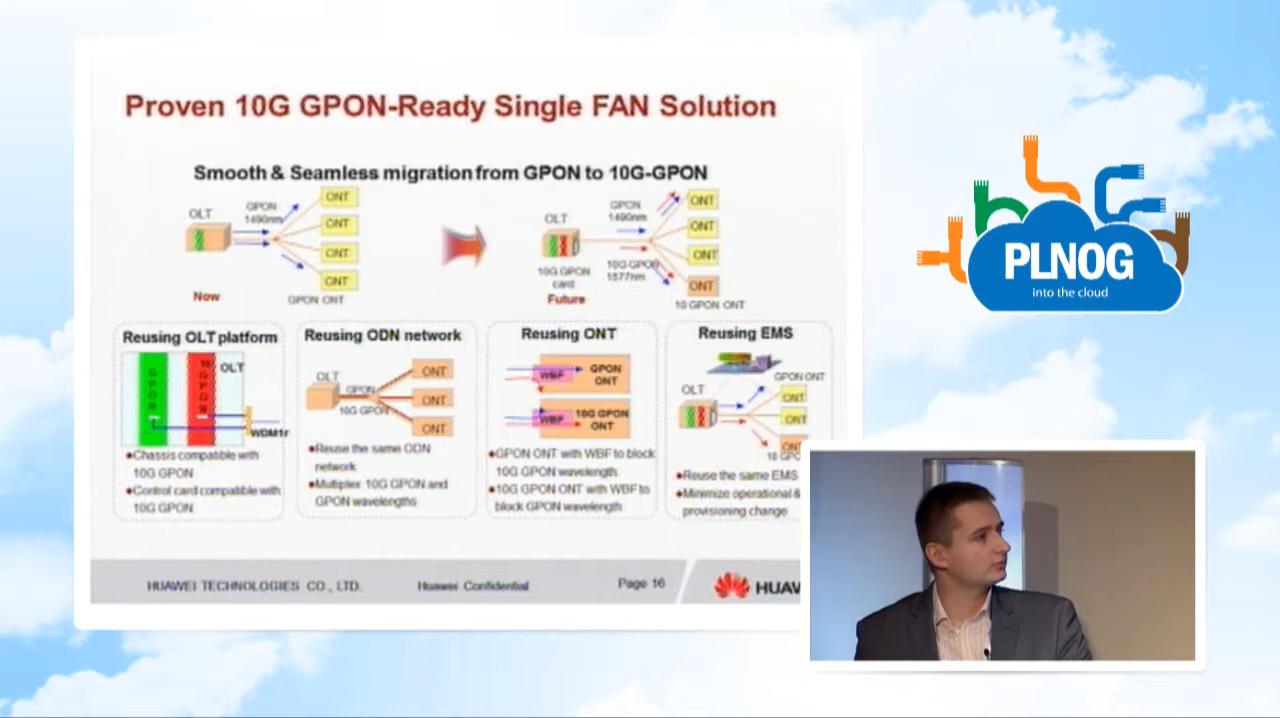 Proven 10G GPON-Ready Single FAN Solution
Smooth & Seamless migration from GPON to 10G-GPON
OLT
GPON
1490nm
ONT
ONT
ONT
ONT
Now
GPON ONT
OLT
GPON
1490nm
10G-GPON
1577nm
10G GPON
card
Future
ONT
ONT
ONT
ONT
10 GPON ONT
Reusing OLT platform
GPON
10 GPON
OLT
WDM1r
•Chassis compatible with
10G GPON
•Control card compatible with
10G GPON
Reusing ODN network
OLT
GPON
10G GPON
ONT
ONT
ONT
•Reuse the same ODN
network
•Multiplex 10G GPON and
GPON wavelengths
Reusing ONT
WBF
GPON
ONT
WBF
10G GPON
ONT
•GPON ONT with WBF to block
10G GPON wavelength
•10G GPON ONT with WBF to
block GPON wavelength
Reusing EMS
OLT
GPON ONT
ONT
ONT
ONT
10 GPO
•Reuse the same EMS
•Minimize operational &
provisioning change
HUAWEI TECHNOLOGIES CO., LTD.
Huawei Confidential
Page 16
HUAW
PLNOG
into the cloud